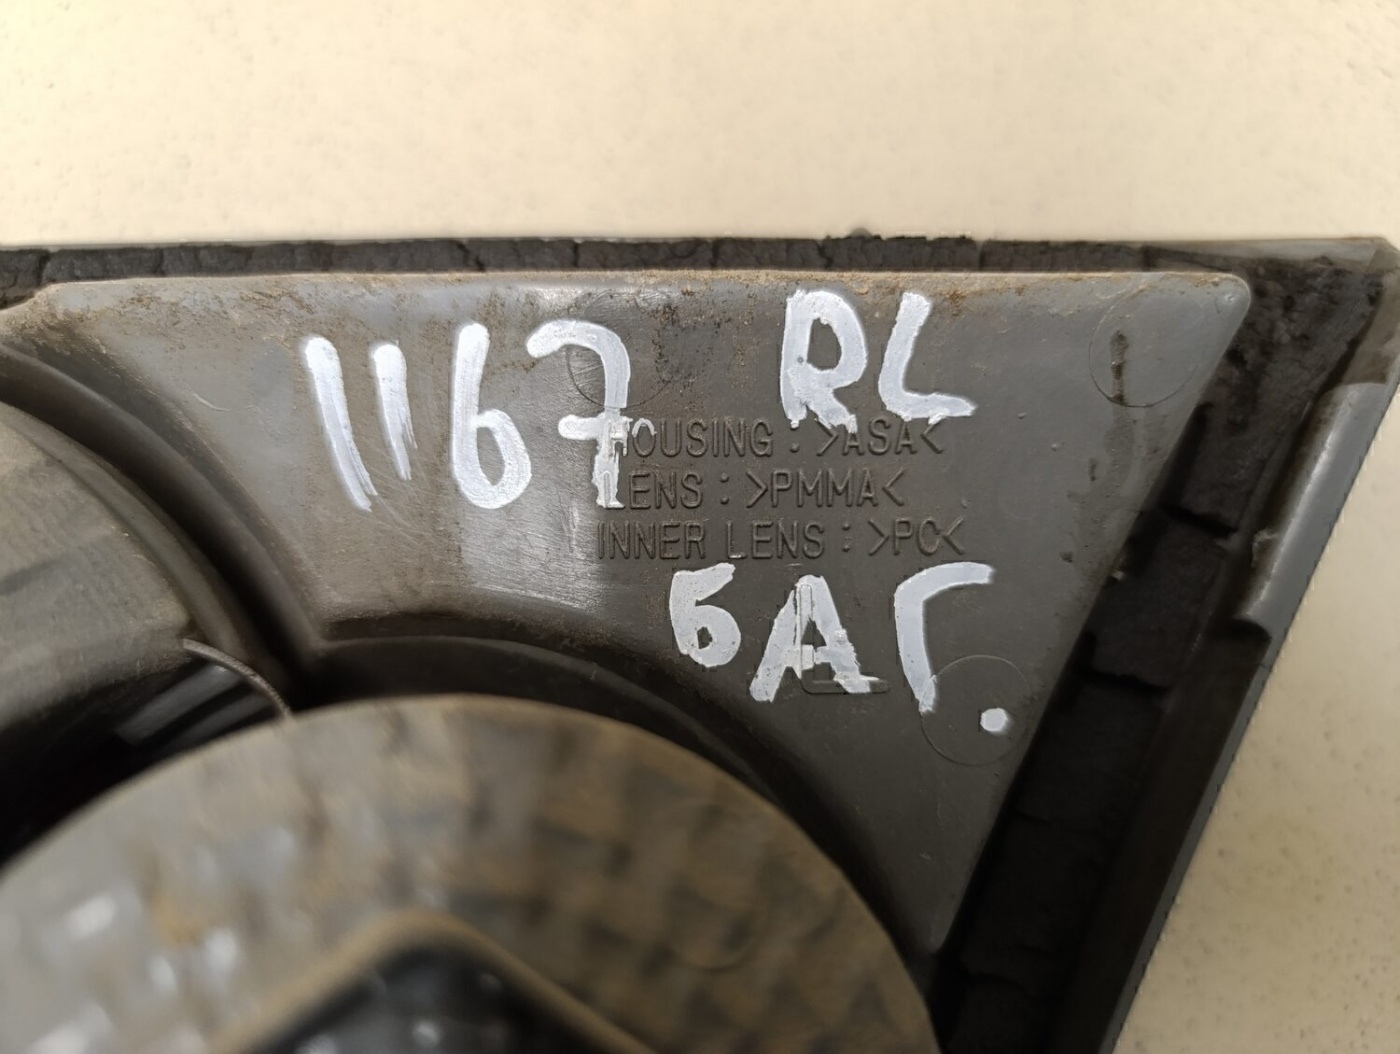 1167 RL
HOUSING : >ASA<
LENS : >PMMA<
INNER LENS : >PC<
БАГ.